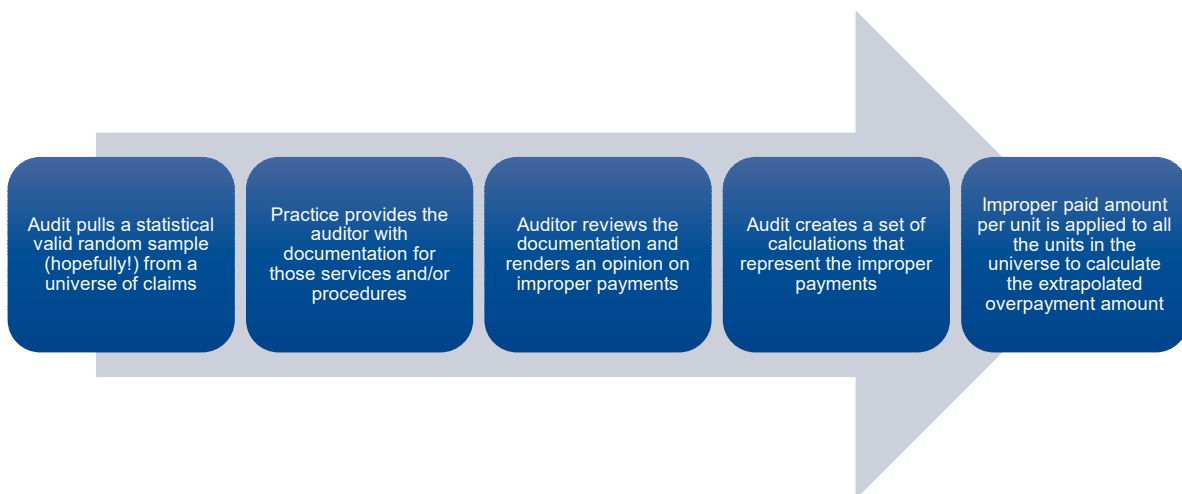 Audit pulls a statistical
valid random sample
(hopefully!) from a
universe of claims
Practice provides the
auditor with
documentation for
those services and/or
procedures
Auditor reviews the
documentation and
renders an opinion on
improper payments
Audit creates a set of
calculations that
represent the improper
payments
Improper paid amount
per unit is applied to all
the units in the
universe to calculate
the extrapolated
overpayment amount